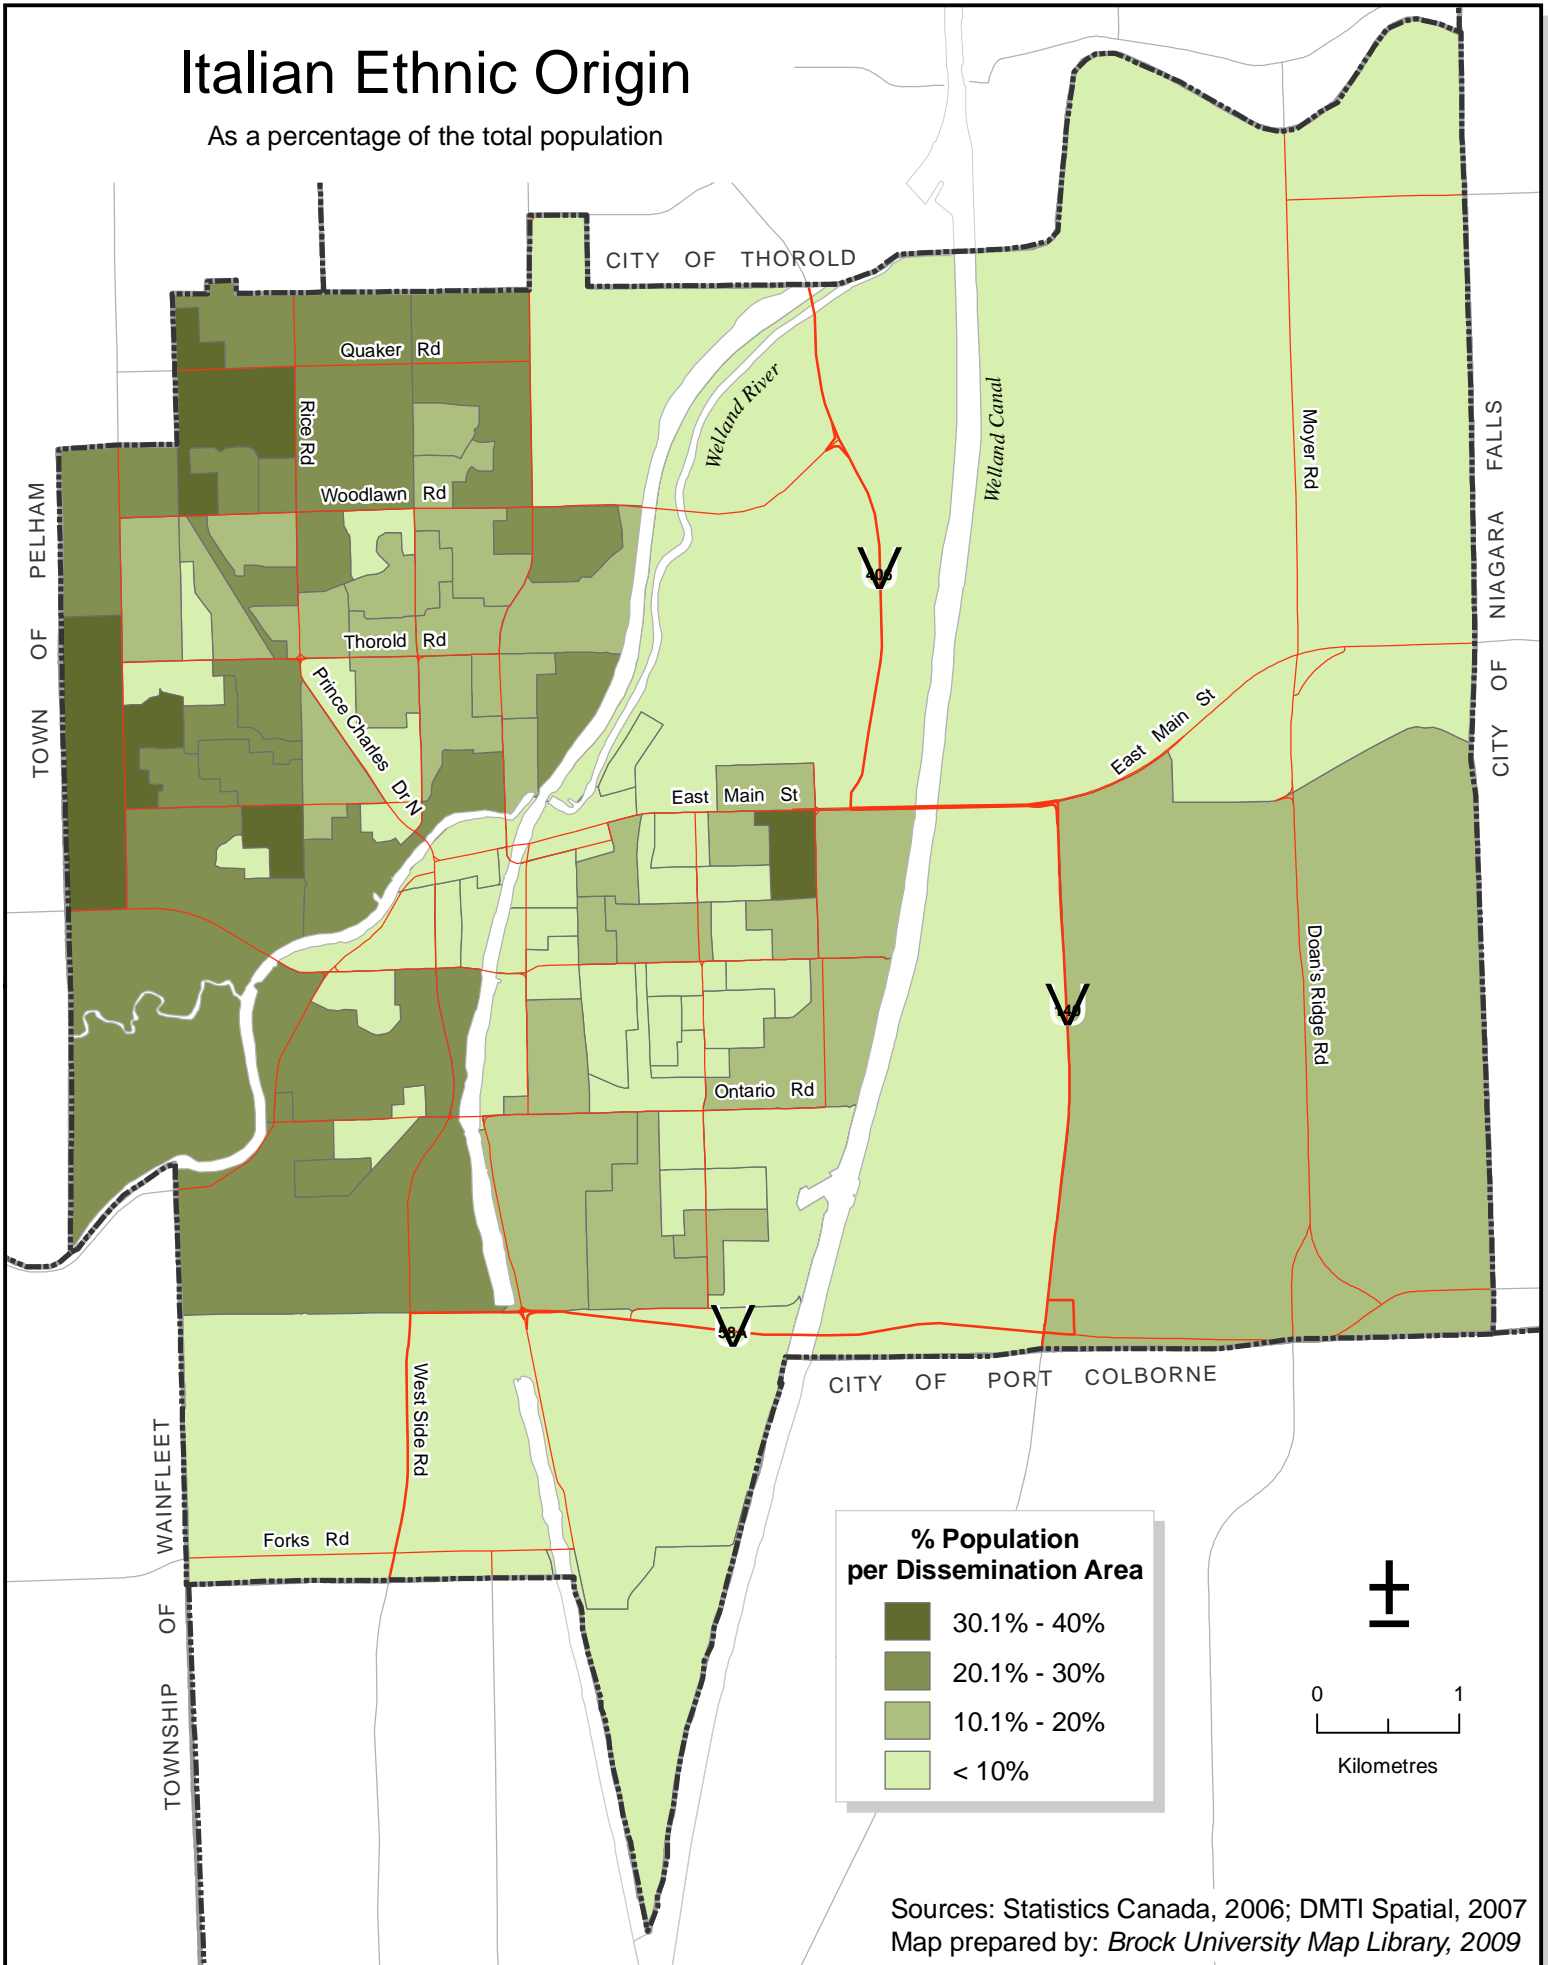 Italian Ethnic Origin
As a percentage of the total population
CITY OF THOROLD
Quaker Rd
Rice Rd
Welland River
Welland Canal
Moyer Rd
CITY OF NIAGARA FALLS
TOWN OF PELHAM
Woodlawn Rd
406
Thorold Rd
Prince Charles Dr N
East Main St
East Main St
Doan's Ridge Rd
140
Ontario Rd
58A
CITY OF PORT COLBORNE
West Side Rd
TOWNSHIP OF WAINFLEET
Forks Rd
% Population
per Dissemination Area
30.1% - 40%
20.1% - 30%
10.1% - 20%
< 10%
0 1
Kilometres
Sources: Statistics Canada, 2006; DMTI Spatial, 2007
Map prepared by: Brock University Map Library, 2009